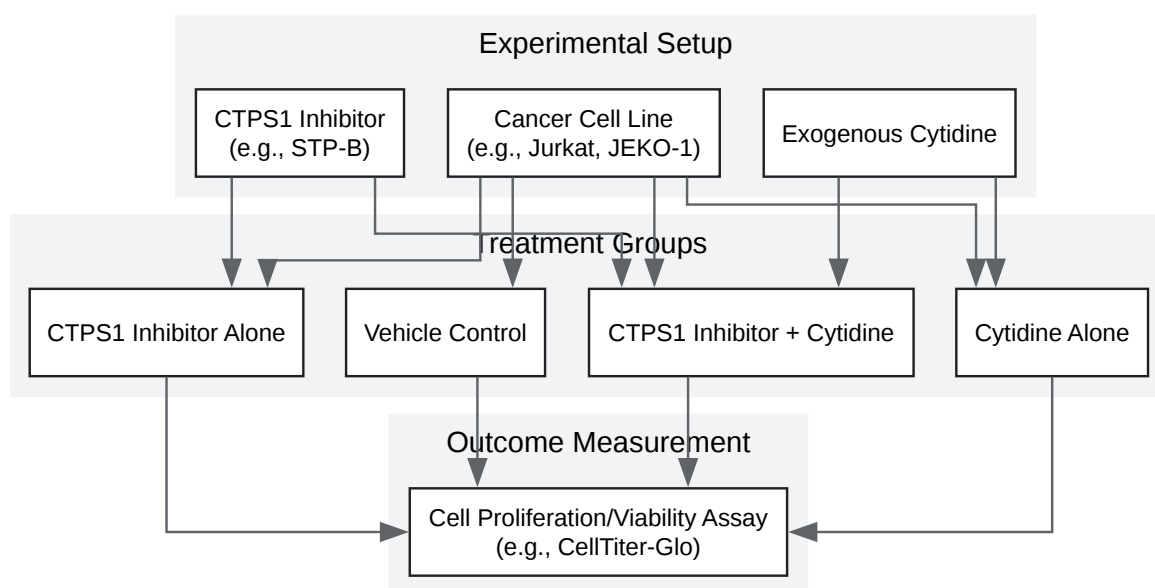 Experimental Setup
CTPS1 Inhibitor
(e.g., STP-B)
Cancer Cell Line
(e.g., Jurkat, JEKO-1)
Exogenous Cytidine
Treatment Groups
CTPS1 Inhibitor Alone
Vehicle Control
CTPS1 Inhibitor + Cytidine
Cytidine Alone
Outcome Measurement
Cell Proliferation/Viability Assay
(e.g., CellTiter-Glo)